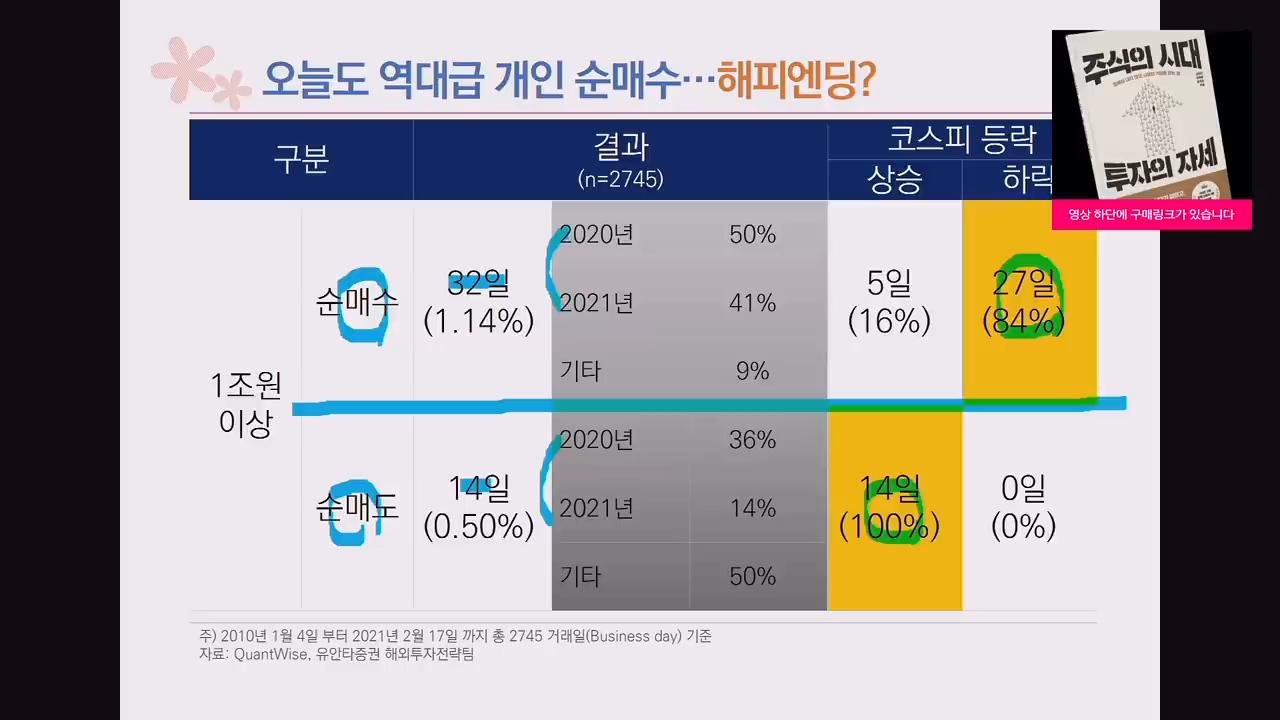 오늘도 역대급 개인 순매수…해피엔딩?
주식의 시대
투자의 자세
영상 하단에 구매링크가 있습니다
구분
결과
(n=2745)
코스피 등락
상승
하락
1조원
이상
순매수
32일
(1.14%)
2020년 50%
2021년 41%
기타 9%
5일
(16%)
27일
(84%)
순매도
14일
(0.50%)
2020년 36%
2021년 14%
기타 50%
14일
(100%)
0일
(0%)
주) 2010년 1월 4일 부터 2021년 2월 17일 까지 총 2745 거래일(Business day) 기준
자료: QuantWise, 유안타증권 해외투자전략팀